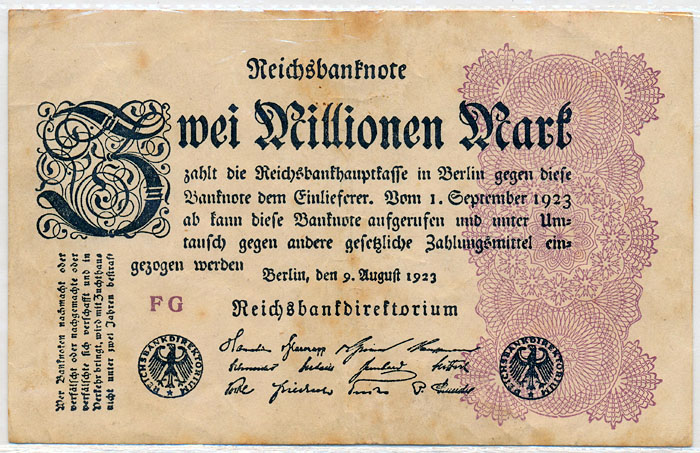 Reichsbanknote
Zwei Millionen Mark
zahlt die Reichsbankhauptkasse in Berlin gegen diese
Banknote dem Einlieferer. Vom 1. September 1923
ab kann diese Banknote aufgerufen und unter Um-
tausch gegen andere gesetzliche Zahlungsmittel ein-
gezogen werden
Berlin, den 9. August 1923
Reichsbankdirektorium
FG
Wer Banknoten nachmacht oder
verfälscht oder nachgemachte oder
verfälschte sich verschafft und in
Verkehr bringt, wird mit Zuchthaus
nicht unter zwei Jahren bestraft
REICHSBANKDIREKTORIUM
REICHSBANKDIREKTORIUM